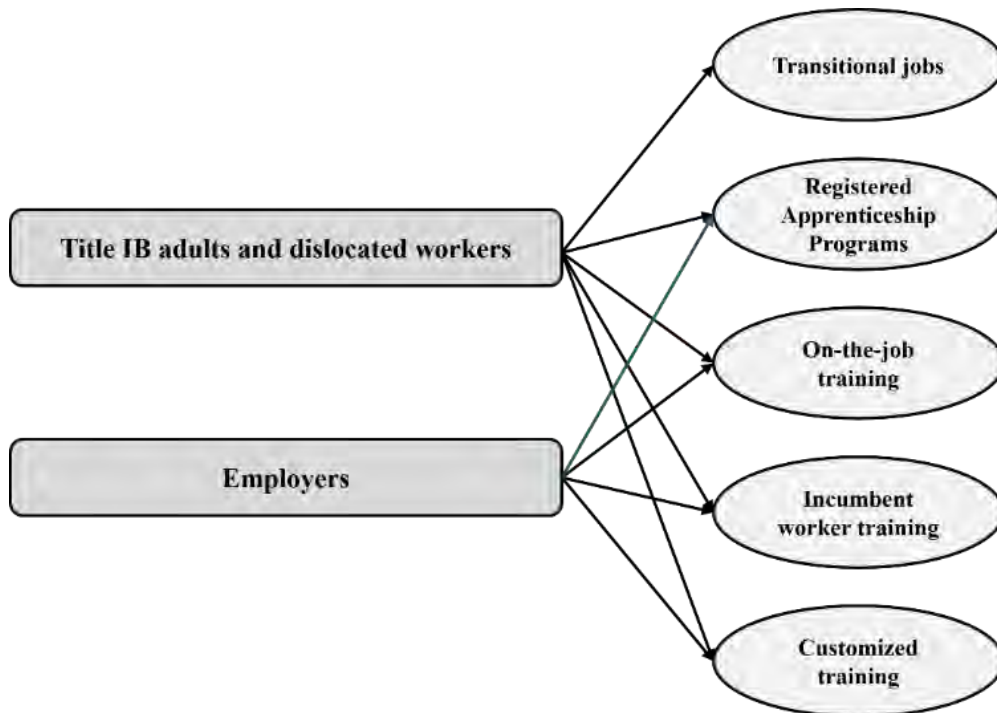 Transitional jobs
Registered
Apprenticeship
Programs
Title IB adults and dislocated workers
On-the-job
training
Employers
Incumbent
worker training
Customized
training